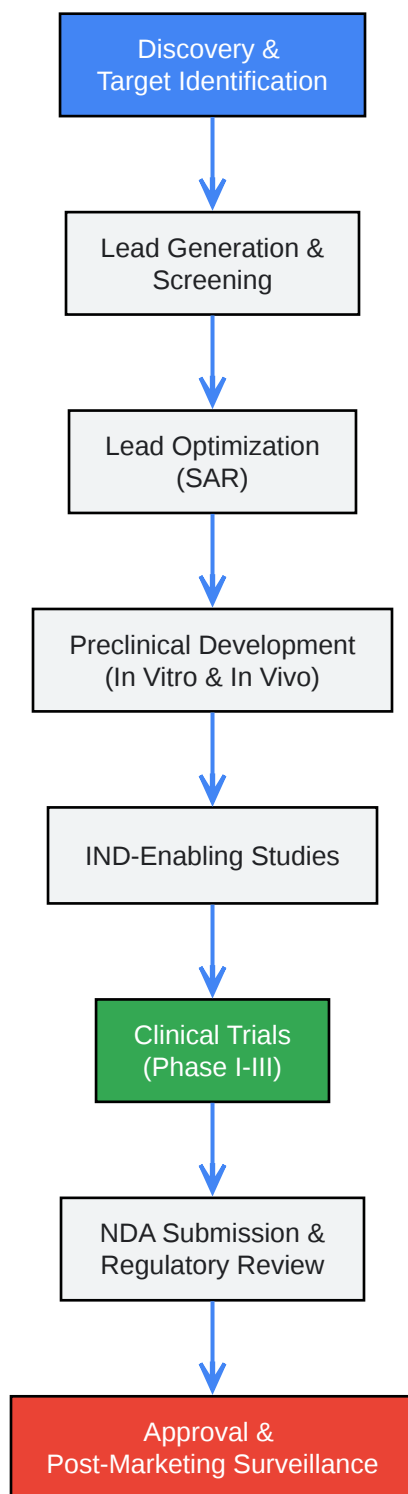 Discovery &
Target Identification
Lead Generation &
Screening
Lead Optimization
(SAR)
Preclinical Development
(In Vitro & In Vivo)
IND-Enabling Studies
Clinical Trials
(Phase I-III)
NDA Submission &
Regulatory Review
Approval &
Post-Marketing Surveillance